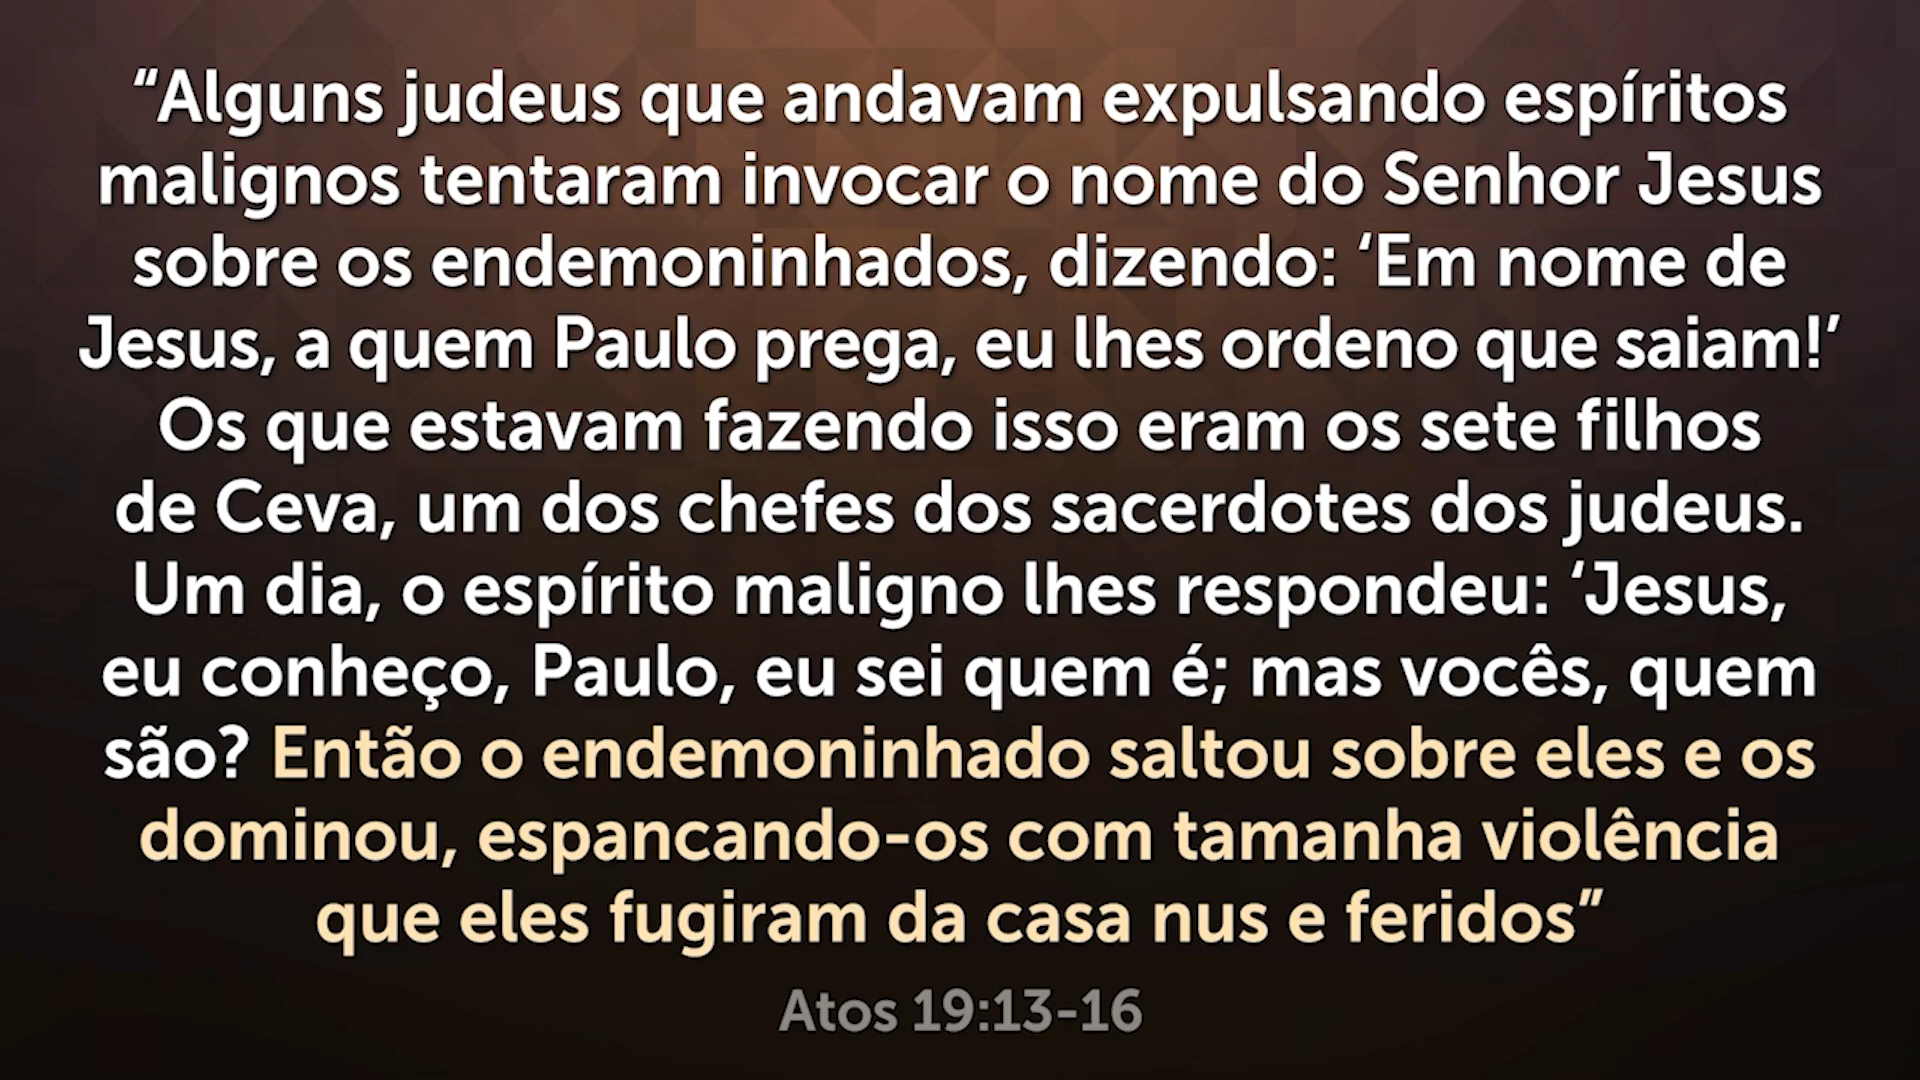 “Alguns judeus que andavam expulsando espíritos
malignos tentaram invocar o nome do Senhor Jesus
sobre os endemoninhados, dizendo: ‘Em nome de
Jesus, a quem Paulo prega, eu lhes ordeno que saiam!’
Os que estavam fazendo isso eram os sete filhos
de Ceva, um dos chefes dos sacerdotes dos judeus.
Um dia, o espírito maligno lhes respondeu: ‘Jesus,
eu conheço, Paulo, eu sei quem é; mas vocês, quem
são? Então o endemoninhado saltou sobre eles e os
dominou, espancando-os com tamanha violência
que eles fugiram da casa nus e feridos”
Atos 19:13-16